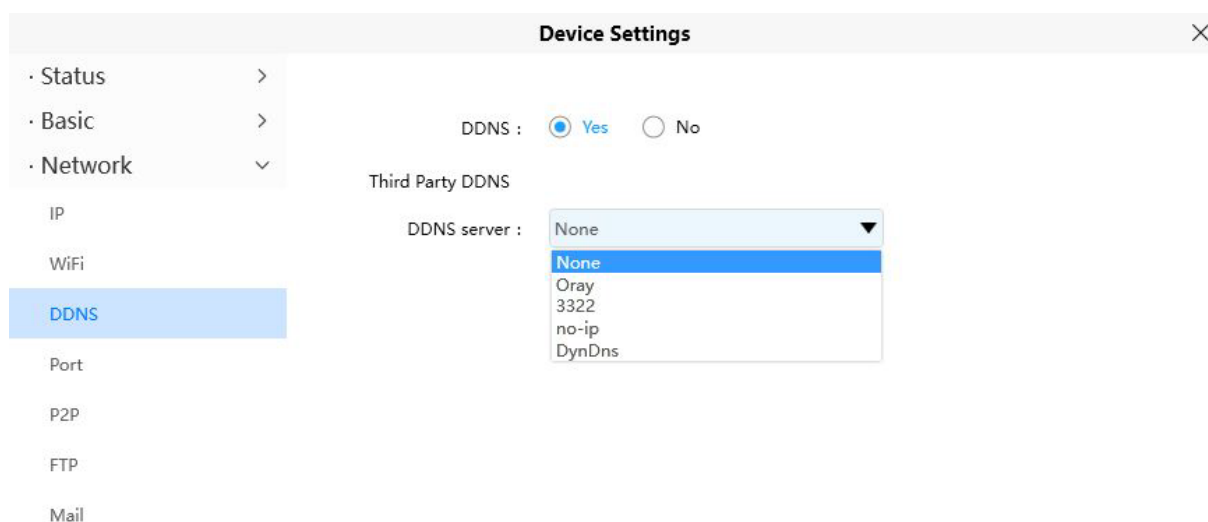 Device Settings
· Status
· Basic
· Network
IP
WiFi
DDNS
Port
P2P
FTP
Mail
DDNS : Yes No
Third Party DDNS
DDNS server : None
None
Oray
3322
no-ip
DynDns